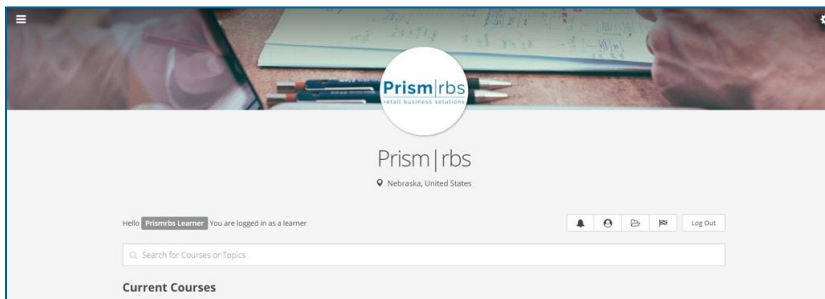 Prism|rbs
retail business solutions
Prism|rbs
Nebraska, United States
Hello Prismrbs Learner You are logged in as a learner
Log Out
Search for Courses or Topics
Current Courses